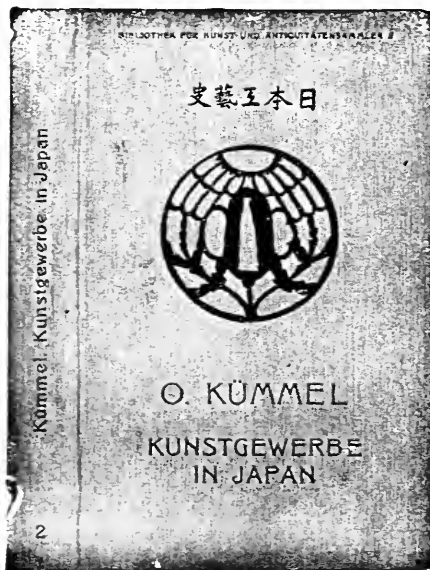 BIBLIOTHEK FÜR KUNST- UND ANTIQUITÄTENSAMMLER 2
史藝工本日
O. KÜMMEL
KUNSTGEWERBE
IN JAPAN
Kümmel. Kunstgewerbe in Japan
2